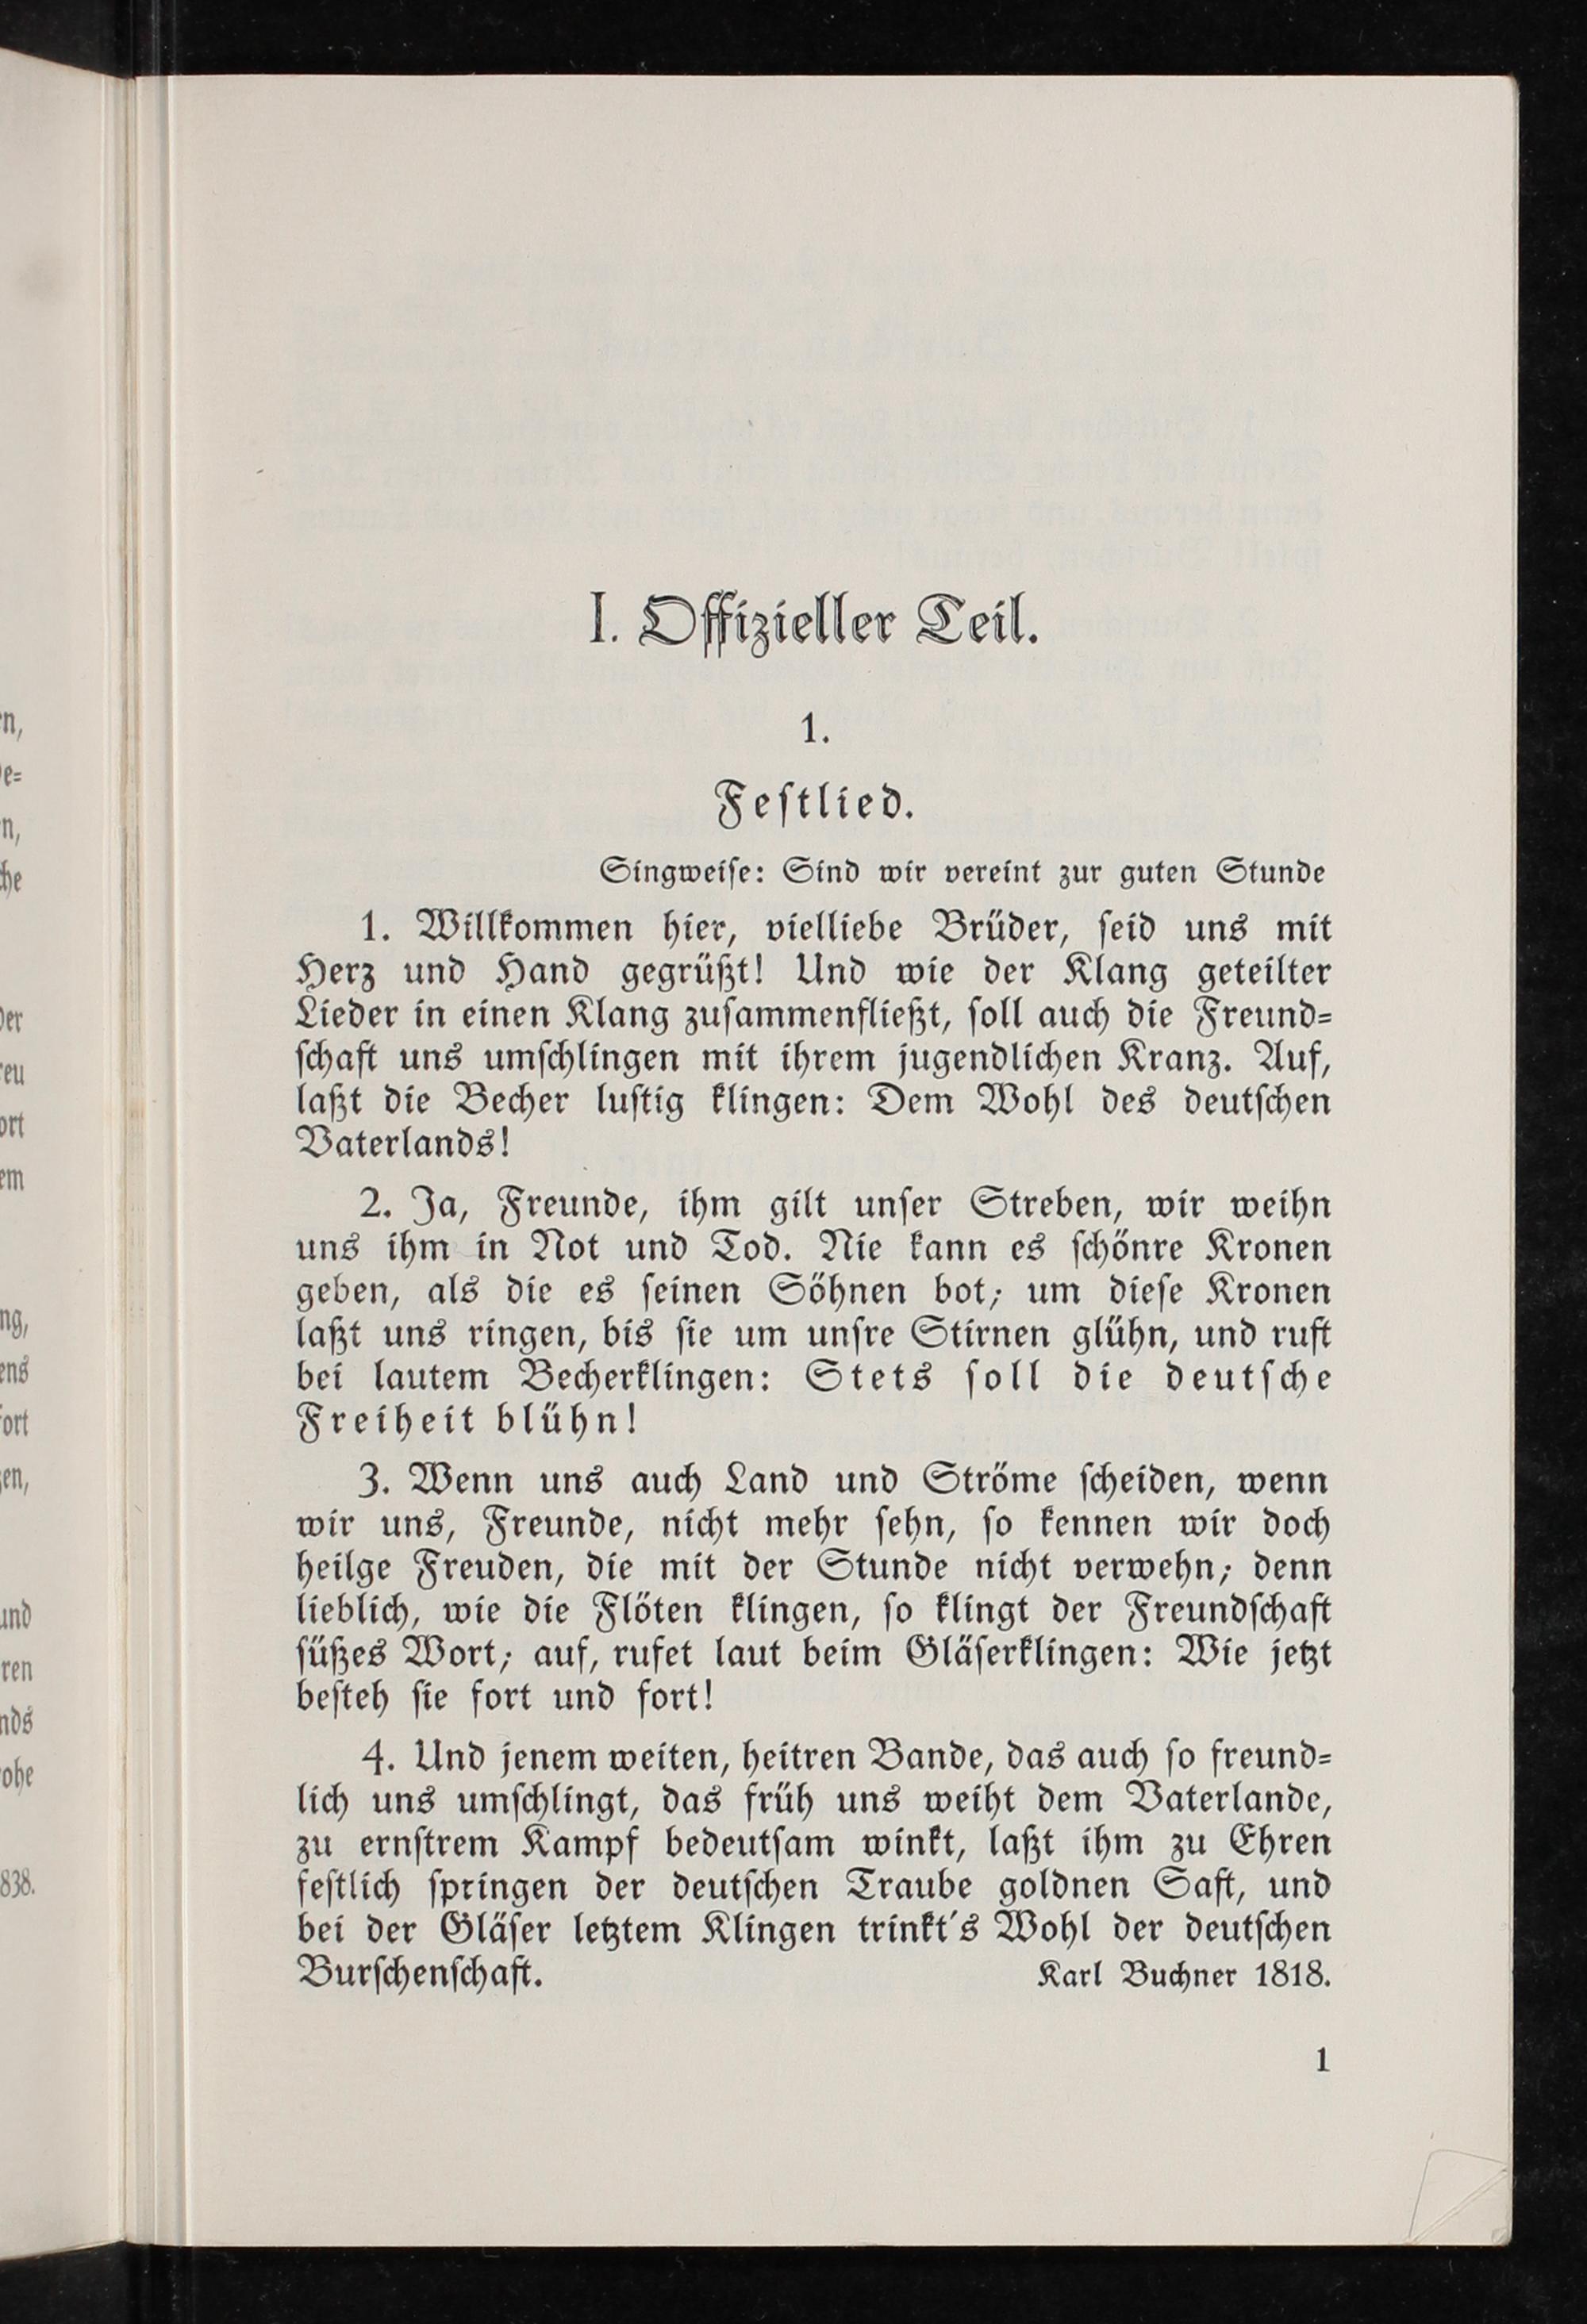 I. Offizieller Teil.
1.
Festlied.
Singweise: Sind wir vereint zur guten Stunde
1. Willkommen hier, vielliebe Brüder, seid uns mit
Herz und Hand gegrüßt! Und wie der Klang geteilter
Lieder in einen Klang zusammenfließt, soll auch die Freund=
schaft uns umschlingen mit ihrem jugendlichen Kranz. Auf,
laßt die Becher lustig klingen: Dem Wohl des deutschen
Vaterlands!
2. Ja, Freunde, ihm gilt unser Streben, wir weihn
uns ihm in Not und Tod. Nie kann es schönre Kronen
geben, als die es seinen Söhnen bot; um diese Kronen
laßt uns ringen, bis sie um unsre Stirnen glühn, und ruft
bei lautem Becherklingen: Stets soll die deutsche
Freiheit blühn!
3. Wenn uns auch Land und Ströme scheiden, wenn
wir uns, Freunde, nicht mehr sehn, so kennen wir doch
heilge Freuden, die mit der Stunde nicht verwehn; denn
lieblich, wie die Flöten klingen, so klingt der Freundschaft
süßes Wort; auf, rufet laut beim Gläserklingen: Wie jetzt
besteh sie fort und fort!
4. Und jenem weiten, heitren Bande, das auch so freund=
lich uns umschlingt, das früh uns weiht dem Vaterlande,
zu ernstrem Kampf bedeutsam winkt, laßt ihm zu Ehren
festlich springen der deutschen Traube goldnen Saft, und
bei der Gläser letztem Klingen trinkt's Wohl der deutschen
Burschenschaft. Karl Buchner 1818.
1